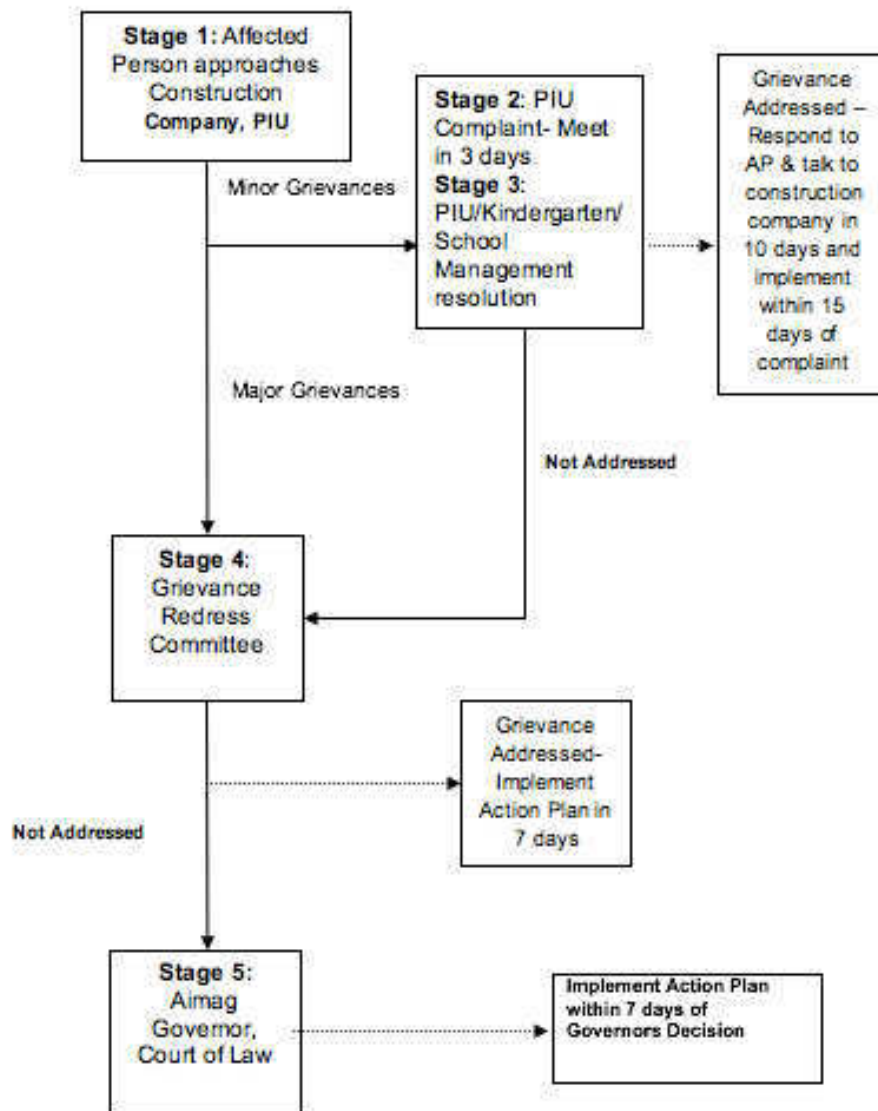 Stage 1: Affected
Person approaches
Construction
Company, PIU
Minor Grievances
Stage 2: PIU
Complaint- Meet
in 3 days.
Stage 3:
PIU/Kindergarten/
School
Management
resolution
Grievance
Addressed –
Respond to
AP & talk to
construction
company in
10 days and
implement
within 15
days of
complaint
Major Grievances
Not Addressed
Stage 4:
Grievance
Redress
Committee
Grievance
Addressed-
Implement
Action Plan in
7 days
Not Addressed
Stage 5:
Aimag
Governor,
Court of Law
Implement Action Plan
within 7 days of
Governors Decision